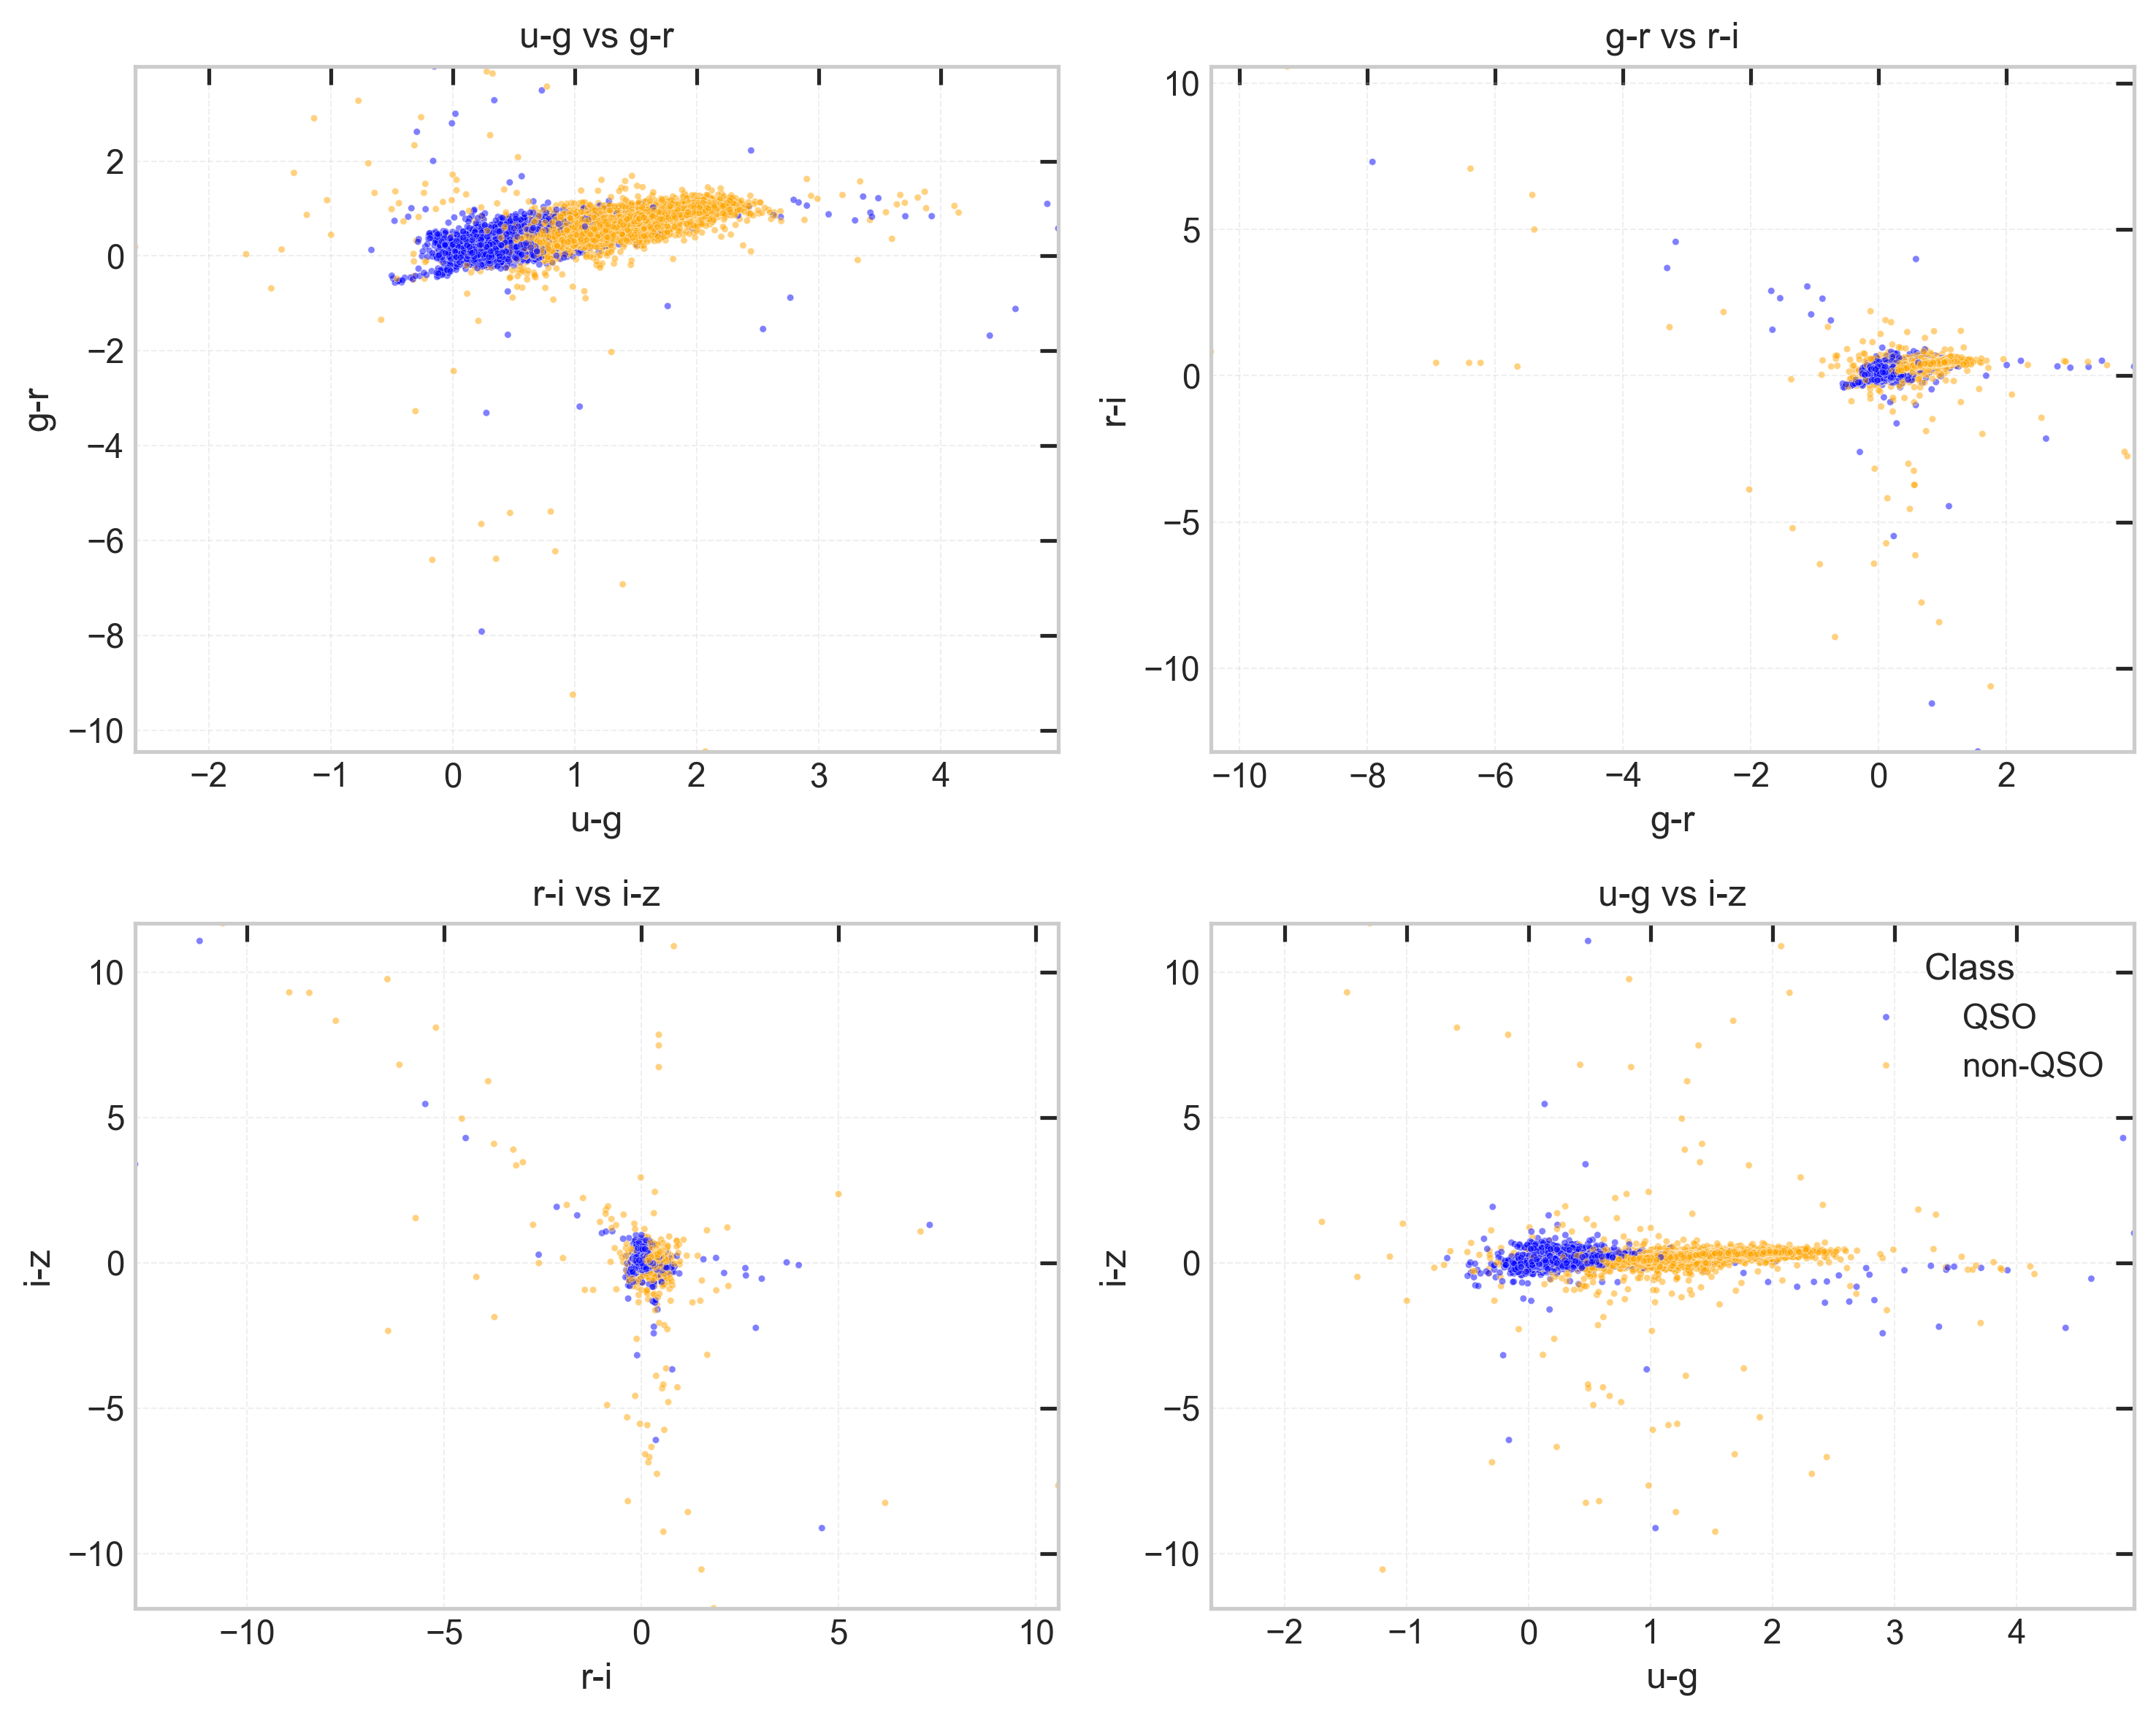 u-g vs g-r
2
0
−2
−4
−6
−8
−10
g-r
−2 −1 0 1 2 3 4
u-g
g-r vs r-i
10
5
0
−5
−10
r-i
−10 −8 −6 −4 −2 0 2
g-r
r-i vs i-z
10
5
0
−5
−10
i-z
−10 −5 0 5 10
r-i
u-g vs i-z
Class
QSO
non-QSO
10
5
0
−5
−10
i-z
−2 −1 0 1 2 3 4
u-g